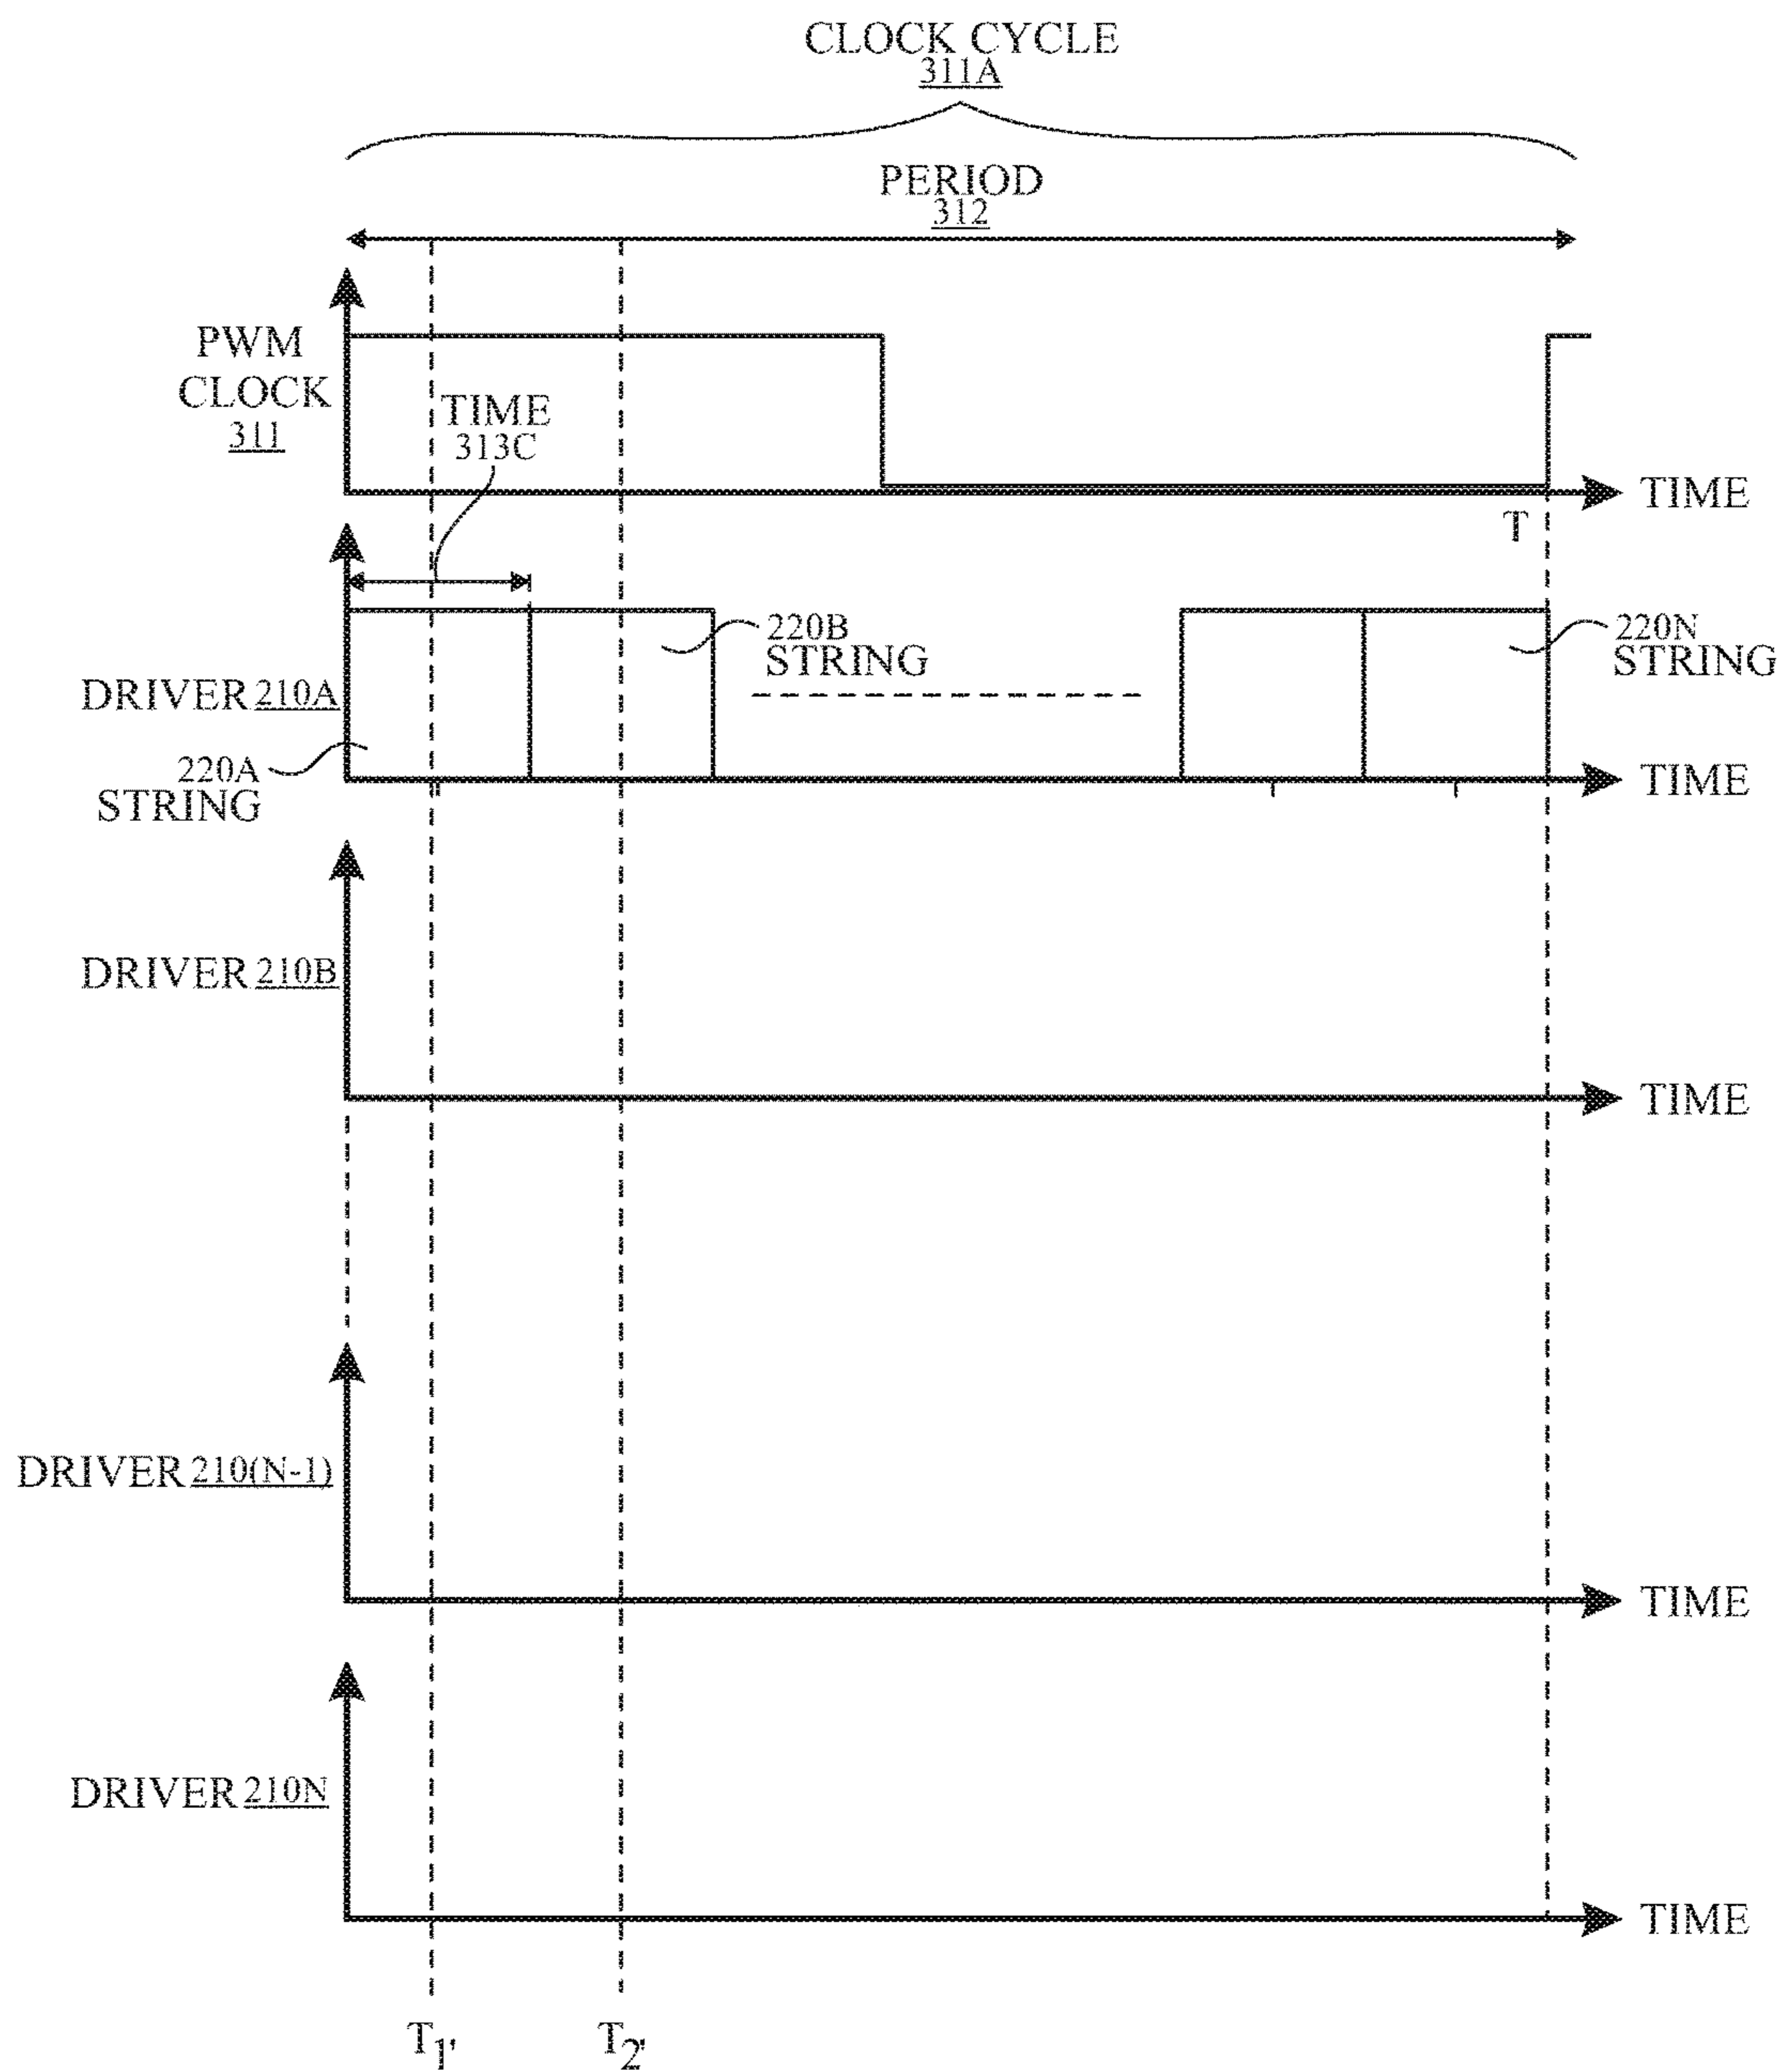 CLOCK CYCLE
311A
PERIOD
312
PWM
CLOCK
311
TIME
313C
TIME
T
220B
STRING
220N
STRING
DRIVER 210A
220A
STRING
TIME
DRIVER 210B
TIME
DRIVER 210(N-1)
TIME
DRIVER 210N
TIME
T1' T2'